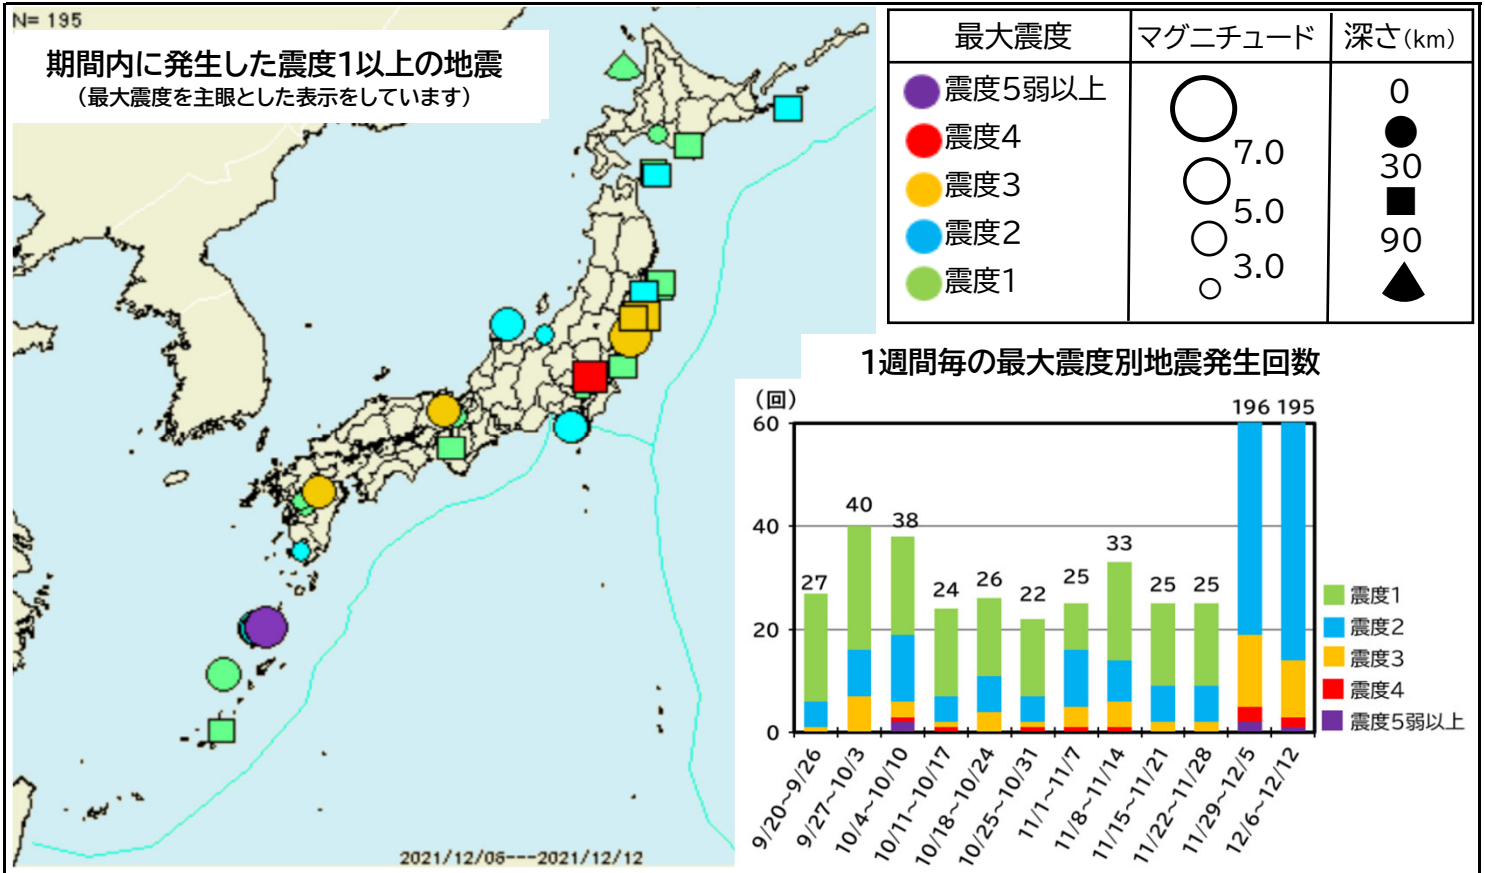 N= 195
期間内に発生した震度1以上の地震
（最大震度を主眼とした表示をしています）
2021/12/06---2021/12/12
最大震度 マグニチュード 深さ(km)
震度5弱以上
震度4
震度3
震度2
震度1
7.0
5.0
3.0
0
30
90
1週間毎の最大震度別地震発生回数
（回）
60
40
20
0
27
40
38
24
26
22
25
33
25
25
196
195
9/20~9/26
9/27~10/3
10/4~10/10
10/11~10/17
10/18~10/24
10/25~10/31
11/1~11/7
11/8~11/14
11/15~11/21
11/22~11/28
11/29~12/5
12/6~12/12
震度1
震度2
震度3
震度4
震度5弱以上